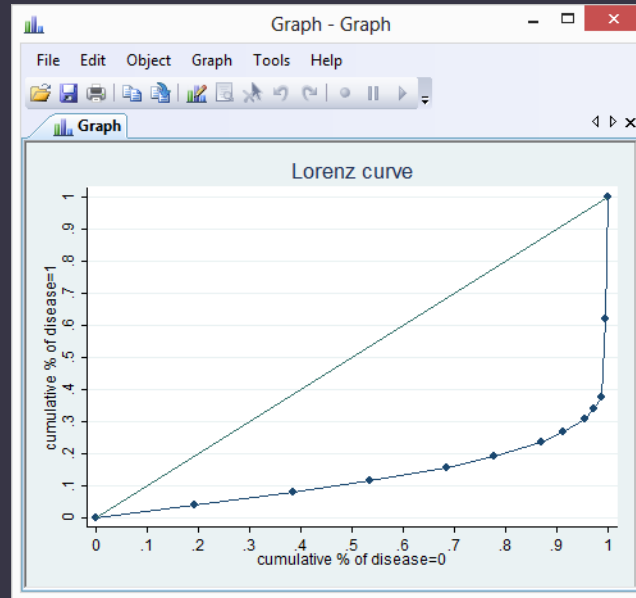 Graph - Graph
File Edit Object Graph Tools Help
Graph
Lorenz curve
cumulative % of disease=1
1
.9
.8
.7
.6
.5
.4
.3
.2
.1
0
0 .1 .2 .3 .4 .5 .6 .7 .8 .9 1
cumulative % of disease=0